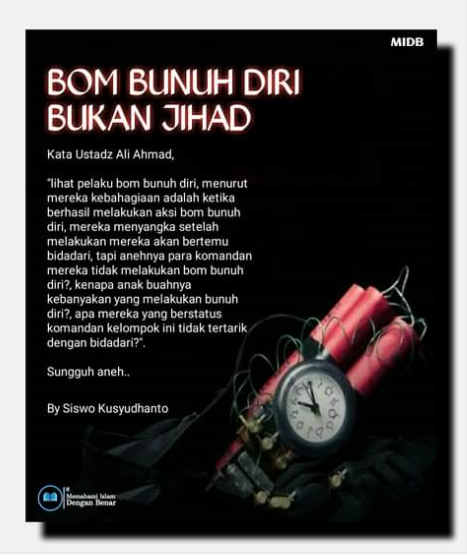 MIDB
BOM BUNUH DIRI
BUKAN JIHAD
Kata Ustadz Ali Ahmad,
"lihat pelaku bom bunuh diri, menurut
mereka kebahagiaan adalah ketika
berhasil melakukan aksi bom bunuh
diri, mereka menyangka setelah
melakukan mereka akan bertemu
bidadari, tapi anehnya para komandan
mereka tidak melakukan bom bunuh
diri?, kenapa anak buahnya
kebanyakan yang melakukan bunuh
diri?, apa mereka yang berstatus
komandan kelompok ini tidak tertarik
dengan bidadari?".
Sungguh aneh..
By Siswo Kusyudhanto
Memahami Islam
Dengan Benar